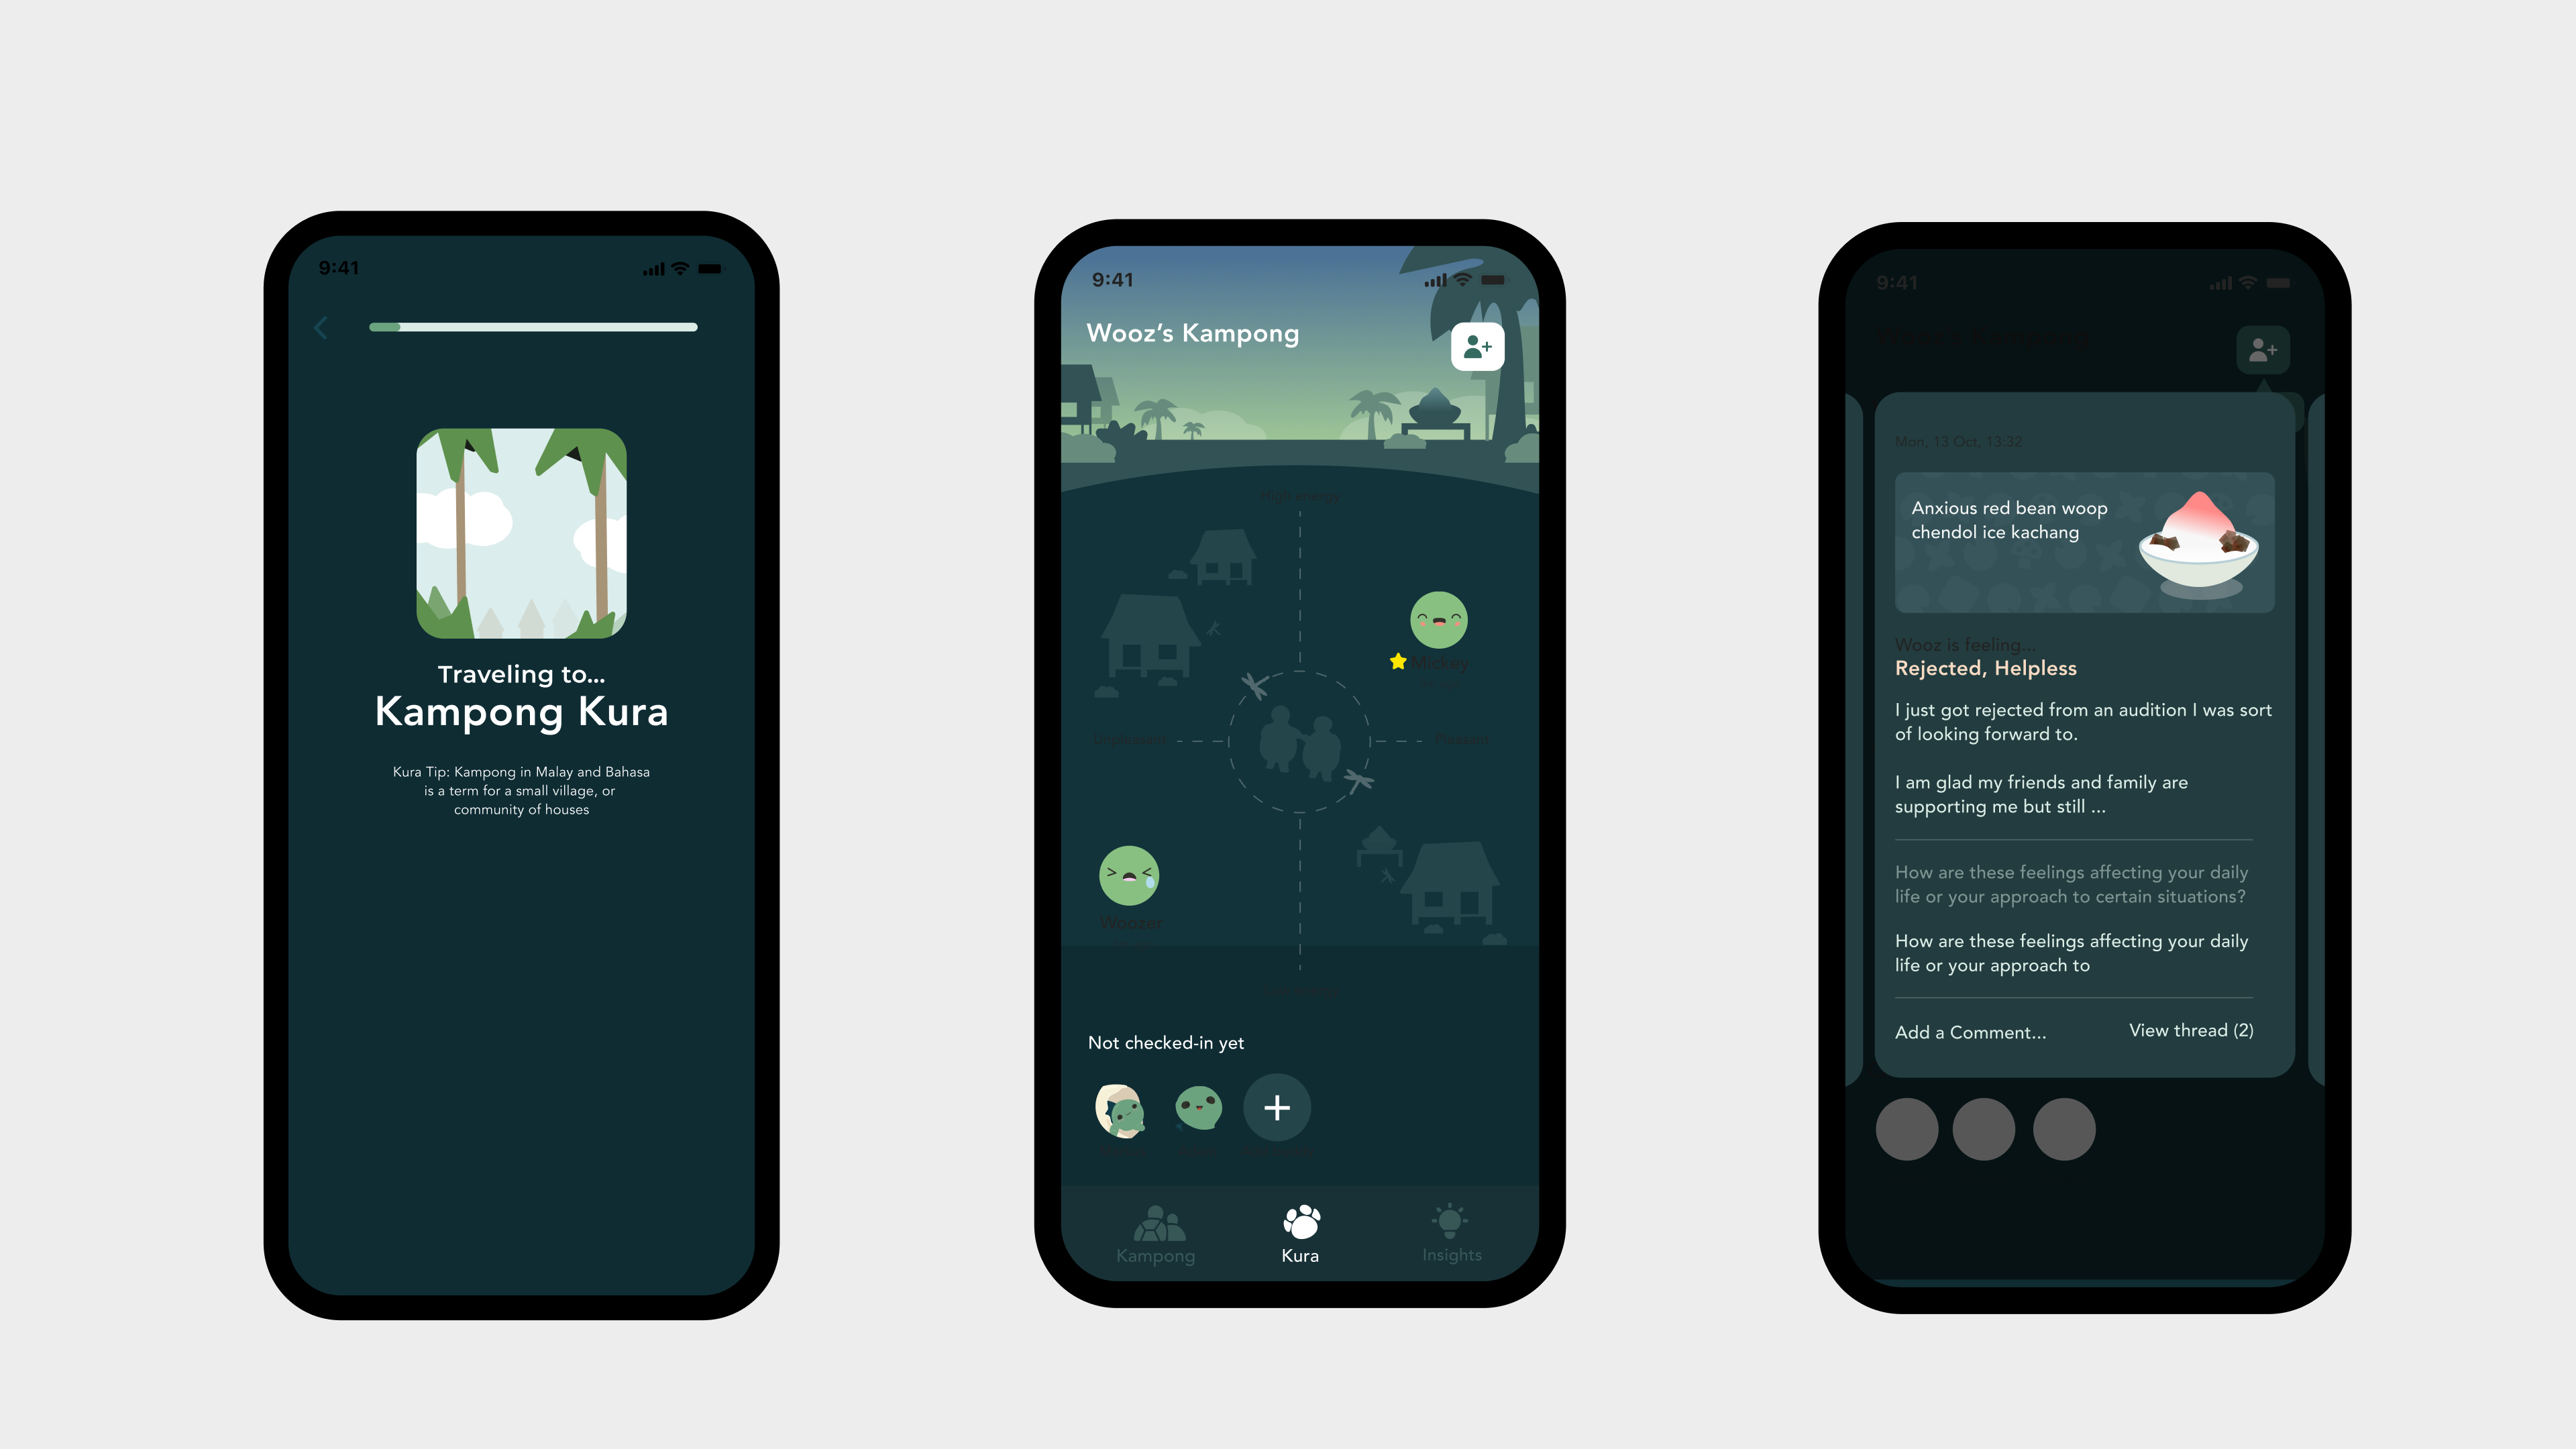 9:41
Traveling to...
Kampong Kura
Kura Tip: Kampong in Malay and Bahasa
is a term for a small village, or
community of houses
9:41
Wooz's Kampong
High energy
Mickey
Unpleasant
Pleasant
Woozer
Not checked-in yet
Kampong
Kura
Insights
9:41
Mon, 13 Oct, 13:32
Anxious red bean woop
chendol ice kachang
Wooz is feeling...
Rejected, Helpless
I just got rejected from an audition I was sort
of looking forward to.
I am glad my friends and family are
supporting me but still ...
How are these feelings affecting your daily
life or your approach to certain situations?
How are these feelings affecting your daily
life or your approach to
Add a Comment...
View thread (2)